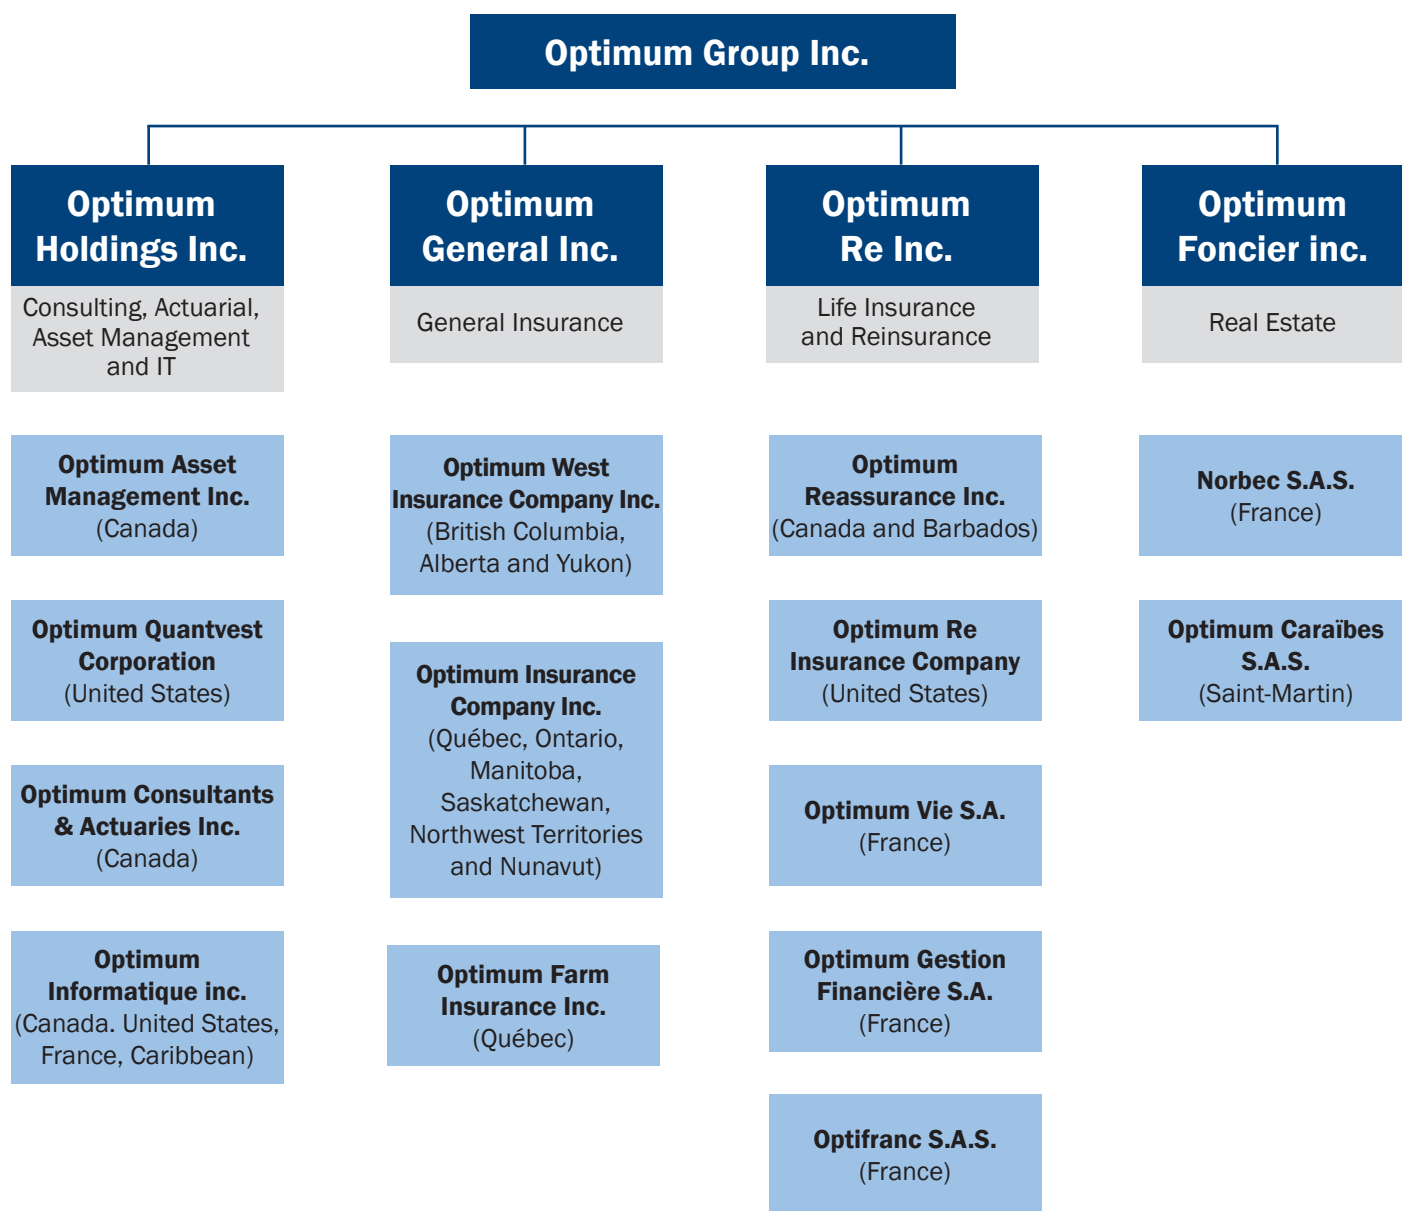 Optimum Group Inc.
Optimum
Holdings Inc.
Consulting, Actuarial,
Asset Management
and IT
Optimum Asset
Management Inc.
(Canada)
Optimum Quantvest
Corporation
(United States)
Optimum Consultants
& Actuaries Inc.
(Canada)
Optimum
Informatique inc.
(Canada. United States,
France, Caribbean)
Optimum
General Inc.
General Insurance
Optimum West
Insurance Company Inc.
(British Columbia,
Alberta and Yukon)
Optimum Insurance
Company Inc.
(Québec, Ontario,
Manitoba,
Saskatchewan,
Northwest Territories
and Nunavut)
Optimum Farm
Insurance Inc.
(Québec)
Optimum
Re Inc.
Life Insurance
and Reinsurance
Optimum
Reassurance Inc.
(Canada and Barbados)
Optimum Re
Insurance Company
(United States)
Optimum Vie S.A.
(France)
Optimum Gestion
Financière S.A.
(France)
Optifranc S.A.S.
(France)
Optimum
Foncier inc.
Real Estate
Norbec S.A.S.
(France)
Optimum Caraïbes
S.A.S.
(Saint-Martin)